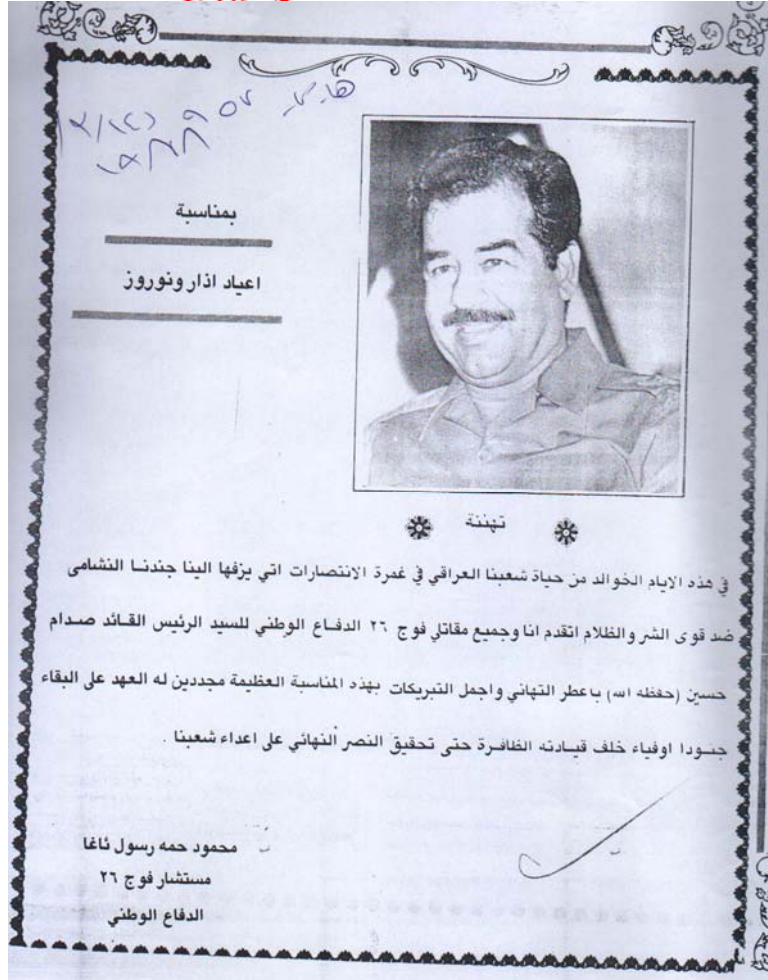 بمناسبة
اعياد اذار ونوروز
تهنئة
في هذه الايام الخوالد من حياة شعبنا العراقي في غمرة الانتصارات اتي يزفها الينا جندنا النشامى
ضد قوى الشر والظلام اتقدم انا وجميع مقاتلي فوج ٢٦ الدفاع الوطني للسيد الرئيس القائد صدام
حسين (حفظه الله) باعطر التهاني واجمل التبريكات بهذه المناسبة العظيمة مجددين له العهد على البقاء
جنودا اوفياء خلف قيادته الظافرة حتى تحقيق النصر النهائي على اعداء شعبنا .
محمود حمه رسول ئاغا
مستشار فوج ٢٦
الدفاع الوطني